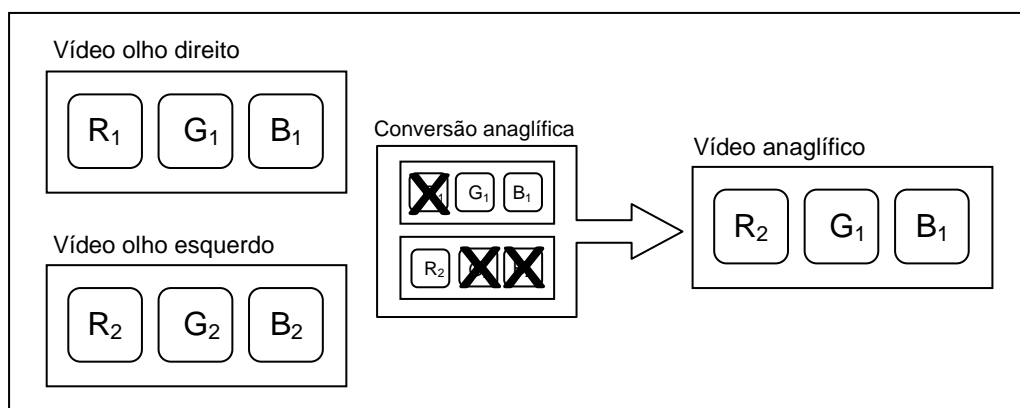 Vídeo olho direito
R₁ G₁ B₁
Conversão anaglífica
G₁ B₁
R₂
Vídeo anaglífico
R₂ G₁ B₁
Vídeo olho esquerdo
R₂ G₂ B₂